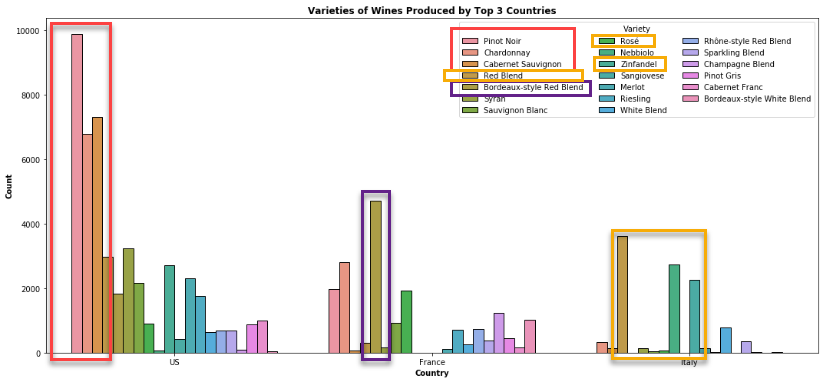 Varieties of Wines Produced by Top 3 Countries
Variety
Pinot Noir
Chardonnay
Cabernet Sauvignon
Red Blend
Bordeaux-style Red Blend
Syrah
Sauvignon Blanc
Rosé
Nebbiolo
Zinfandel
Sangiovese
Merlot
Riesling
White Blend
Rhône-style Red Blend
Sparkling Blend
Champagne Blend
Pinot Gris
Cabernet Franc
Bordeaux-style White Blend
Count
10000
8000
6000
4000
2000
0
US
France
Italy
Country